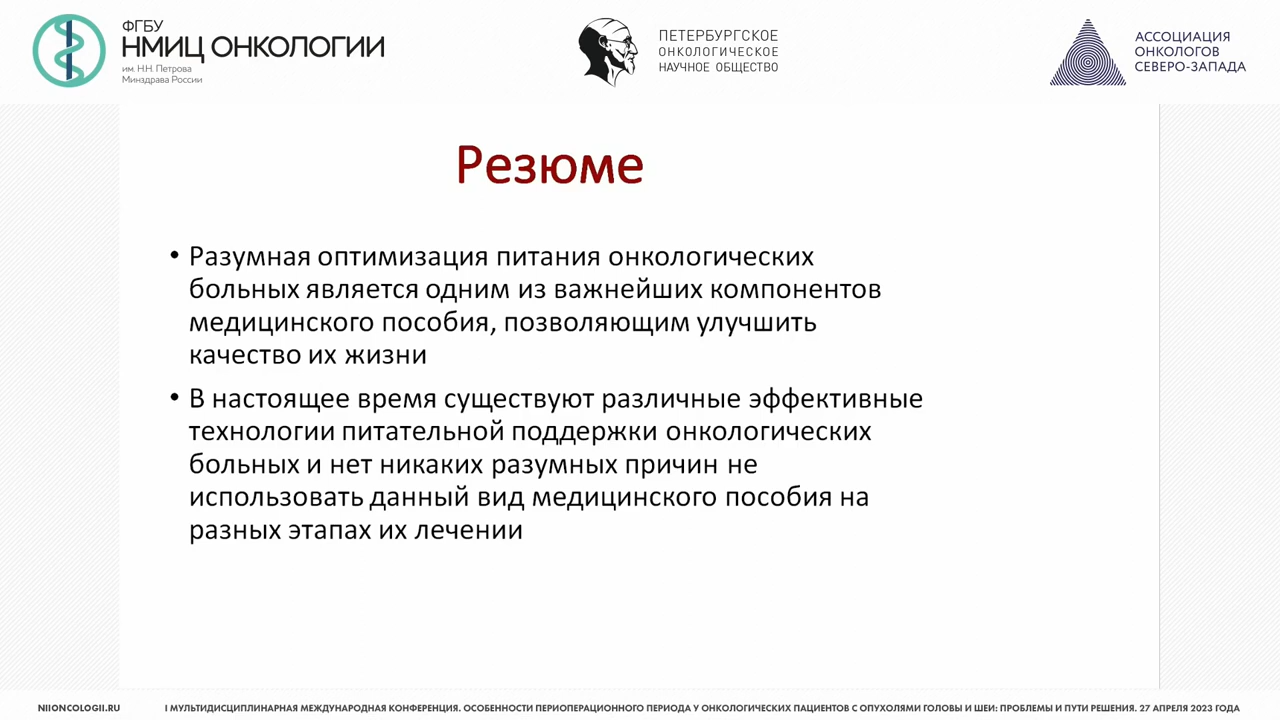 ФГБУ
НМИЦ ОНКОЛОГИИ
им. Н.Н. Петрова
Минздрава России
ПЕТЕРБУРГСКОЕ
ОНКОЛОГИЧЕСКОЕ
НАУЧНОЕ ОБЩЕСТВО
АССОЦИАЦИЯ
ОНКОЛОГОВ
СЕВЕРО-ЗАПАДА
Резюме
• Разумная оптимизация питания онкологических
больных является одним из важнейших компонентов
медицинского пособия, позволяющим улучшить
качество их жизни
• В настоящее время существуют различные эффективные
технологии питательной поддержки онкологических
больных и нет никаких разумных причин не
использовать данный вид медицинского пособия на
разных этапах их лечении
NIIONCOLOGII.RU
I МУЛЬТИДИСЦИПЛИНАРНАЯ МЕЖДУНАРОДНАЯ КОНФЕРЕНЦИЯ. ОСОБЕННОСТИ ПЕРИОПЕРАЦИОННОГО ПЕРИОДА У ОНКОЛОГИЧЕСКИХ ПАЦИЕНТОВ С ОПУХОЛЯМИ ГОЛОВЫ И ШЕИ: ПРОБЛЕМЫ И ПУТИ РЕШЕНИЯ. 27 АПРЕЛЯ 2023 ГОДА